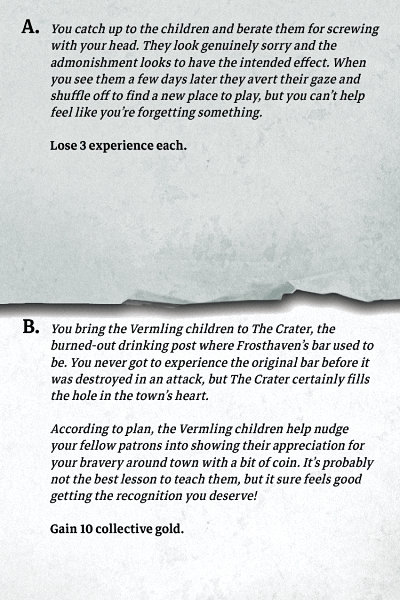 A. You catch up to the children and berate them for screwing
with your head. They look genuinely sorry and the
admonishment looks to have the intended effect. When
you see them a few days later they avert their gaze and
shuffle off to find a new place to play, but you can't help
feel like you're forgetting something.
Lose 3 experience each.
B. You bring the Vermling children to The Crater, the
burned-out drinking post where Frosthaven's bar used to
be. You never got to experience the original bar before it
was destroyed in an attack, but The Crater certainly fills
the hole in the town's heart.
According to plan, the Vermling children help nudge
your fellow patrons into showing their appreciation for
your bravery around town with a bit of coin. It's probably
not the best lesson to teach them, but it sure feels good
getting the recognition you deserve!
Gain 10 collective gold.